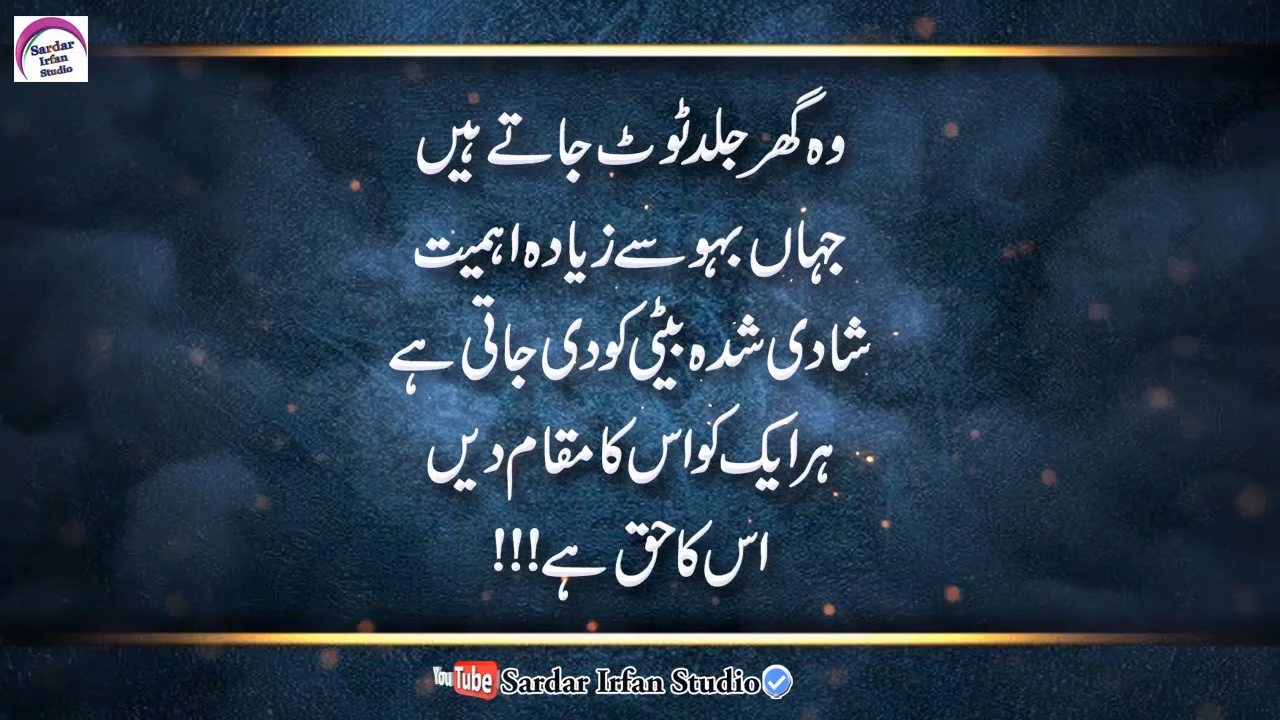 Sardar
Irfan
Studio
وہ گھر جلد ٹوٹ جاتے ہیں
جہاں بہو سے زیادہ اہمیت
شادی شدہ بیٹی کو دی جاتی ہے
ہر ایک کو اس کا مقام دیں
اس کا حق ہے!!!
YouTube Sardar Irfan Studio